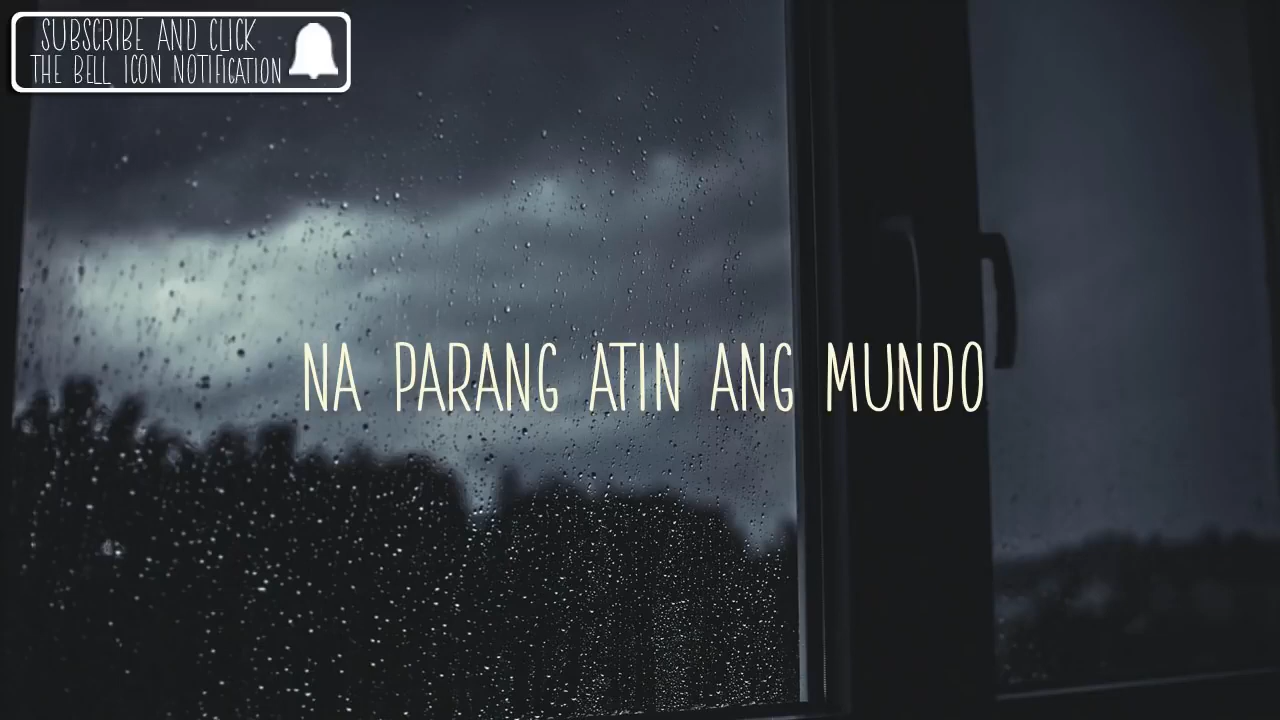 SUBSCRIBE AND CLICK
THE BELL ICON NOTIFICATION
NA PARANG ATIN ANG MUNDO